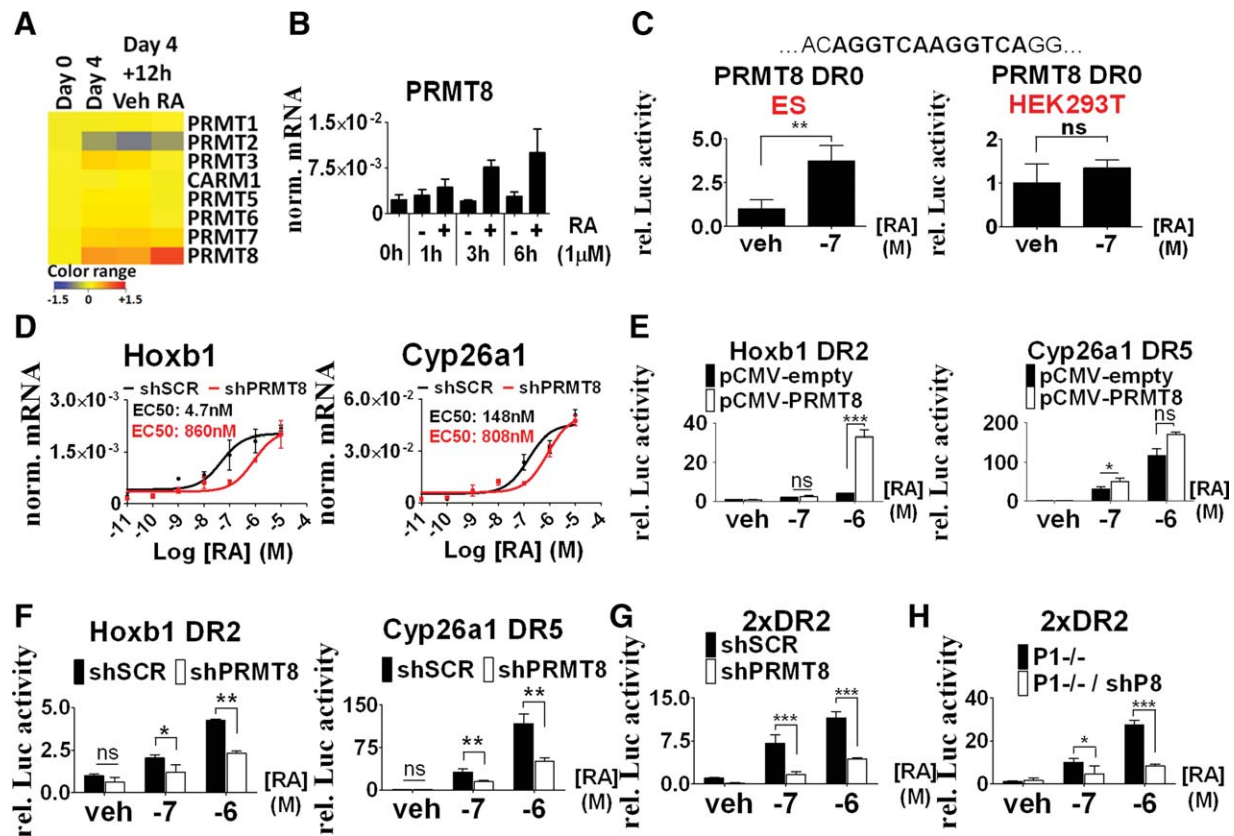 A
Day 0
Day 4
Day 4
+12h
Veh RA
PRMT1
PRMT2
PRMT3
CARM1
PRMT5
PRMT6
PRMT7
PRMT8
Color range
-1.5 0 +1.5
B
PRMT8
norm. mRNA
1.5×10⁻²
7.5×10⁻³
0
- + - + - + RA
0h 1h 3h 6h (1μM)
C
...ACAGGTCAAGGTCAGG...
PRMT8 DR0
ES
rel. Luc activity
5.0
2.5
0
**
veh -7
[RA]
(M)
PRMT8 DR0
HEK293T
rel. Luc activity
2
1
0
ns
veh -7
[RA]
(M)
D
Hoxb1
shSCR shPRMT8
EC50: 4.7nM
EC50: 860nM
norm. mRNA
3.0×10⁻²
1.5×10⁻²
0
-11 -10 -9 -8 -7 -6 -5 -4
Log [RA] (M)
Cyp26a1
shSCR shPRMT8
EC50: 148nM
EC50: 808nM
norm. mRNA
5.0×10⁻²
2.5×10⁻²
0
-11 -10 -9 -8 -7 -6 -5 -4
Log [RA] (M)
E
Hoxb1 DR2
pCMV-empty
pCMV-PRMT8
rel. Luc activity
40
20
0
ns
***
veh -7 -6
[RA]
(M)
Cyp26a1 DR5
pCMV-empty
pCMV-PRMT8
rel. Luc activity
200
100
0
*
ns
veh -7 -6
[RA]
(M)
F
Hoxb1 DR2
shSCR shPRMT8
rel. Luc activity
5.0
2.5
0
ns
*
**
veh -7 -6
[RA]
(M)
Cyp26a1 DR5
shSCR shPRMT8
rel. Luc activity
150
75
0
ns
**
**
veh -7 -6
[RA]
(M)
G
2xDR2
shSCR
shPRMT8
rel. Luc activity
15
7.5
0
***
***
veh -7 -6
[RA]
(M)
H
2xDR2
P1-/-
P1-/- / shP8
rel. Luc activity
40
20
0
*
***
veh -7 -6
[RA]
(M)